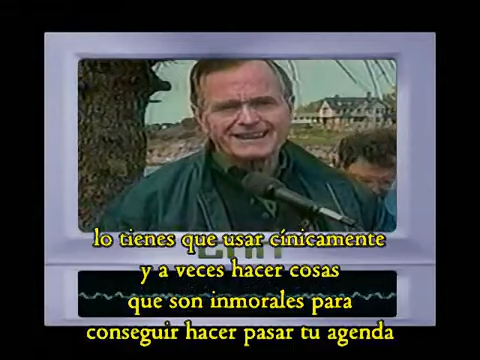 lo tienes que usar cínicamente
y a veces hacer cosas
que son inmorales para
conseguir hacer pasar tu agenda